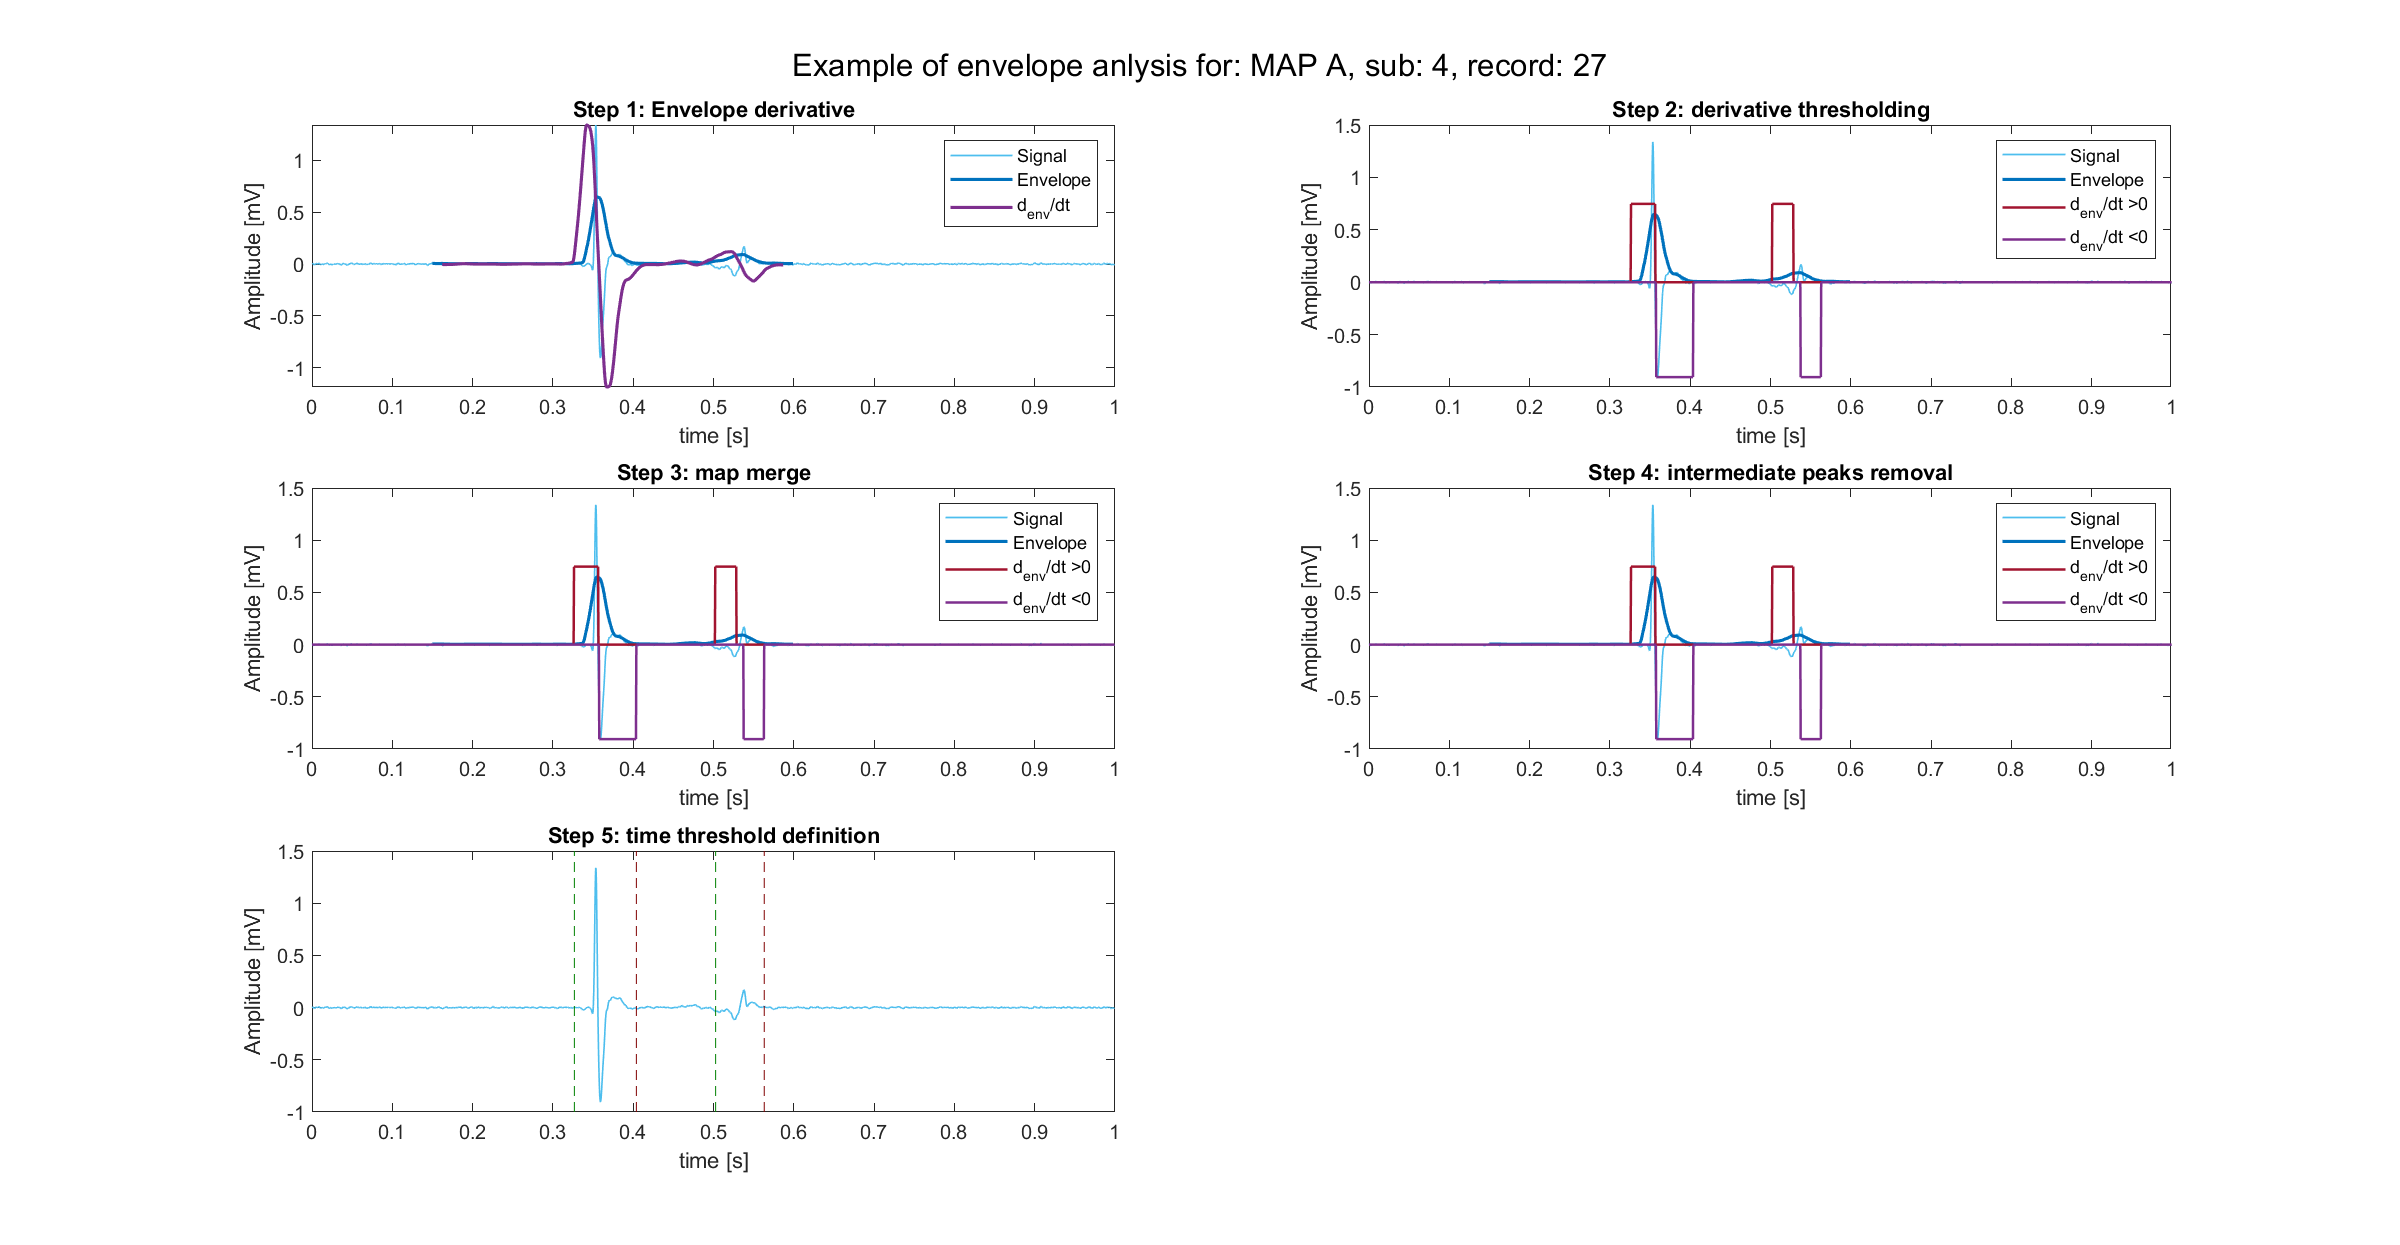 Example of envelope anlysis for: MAP A, sub: 4, record: 27
Step 1: Envelope derivative
Amplitude [mV]
1
0.5
0
-0.5
-1
Signal
Envelope
d_env/dt
0 0.1 0.2 0.3 0.4 0.5 0.6 0.7 0.8 0.9 1
time [s]
Step 2: derivative thresholding
Amplitude [mV]
1.5
1
0.5
0
-0.5
-1
Signal
Envelope
d_env/dt >0
d_env/dt <0
0 0.1 0.2 0.3 0.4 0.5 0.6 0.7 0.8 0.9 1
time [s]
Step 3: map merge
Amplitude [mV]
1.5
1
0.5
0
-0.5
-1
Signal
Envelope
d_env/dt >0
d_env/dt <0
0 0.1 0.2 0.3 0.4 0.5 0.6 0.7 0.8 0.9 1
time [s]
Step 4: intermediate peaks removal
Amplitude [mV]
1.5
1
0.5
0
-0.5
-1
Signal
Envelope
d_env/dt >0
d_env/dt <0
0 0.1 0.2 0.3 0.4 0.5 0.6 0.7 0.8 0.9 1
time [s]
Step 5: time threshold definition
Amplitude [mV]
1.5
1
0.5
0
-0.5
-1
0 0.1 0.2 0.3 0.4 0.5 0.6 0.7 0.8 0.9 1
time [s]